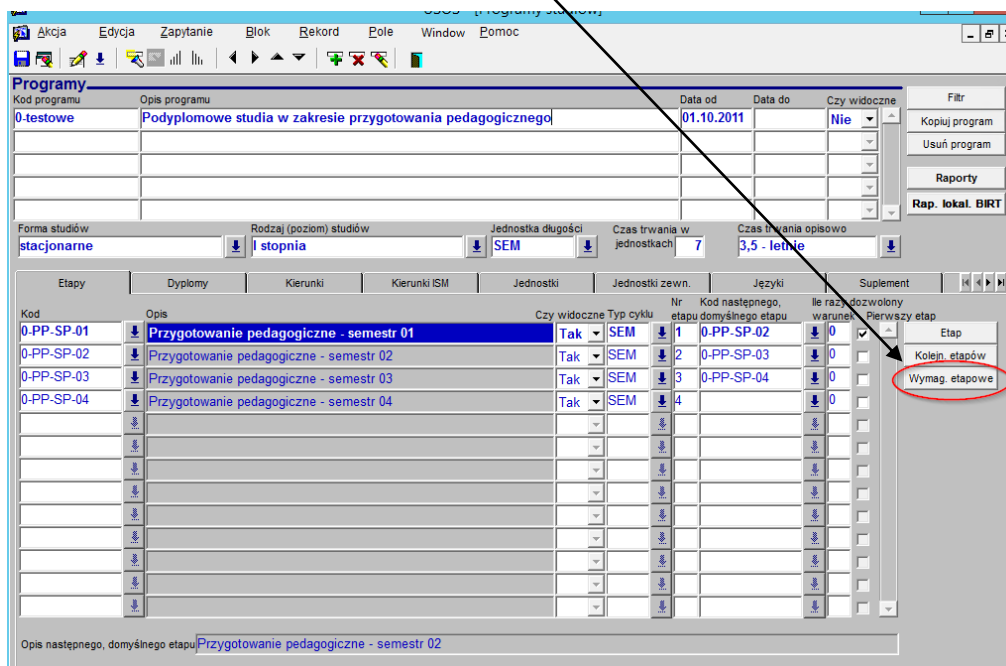 USOS - [Programy studiów]
Akcja Edycja Zapytanie Blok Rekord Pole Window Pomoc
Programy
Kod programu Opis programu Data od Data do Czy widoczne Filtr
0-testowe Podyplomowe studia w zakresie przygotowania pedagogicznego 01.10.2011 Nie Kopiuj program
Usuń program
Raporty
Rap. lokal. BIRT
Forma studiów Rodzaj (poziom) studiów Jednostka długości Czas trwania w jednostkach Czas trwania opisowo
stacjonarne I stopnia SEM 7 3,5 - letnie
Etapy Dyplomy Kierunki Kierunki ISM Jednostki Jednostki zewn. Języki Suplement
Kod Opis Czy widoczne Typ cyklu Nr etapu Kod następnego, domyślnego etapu Ile razy dozwolony warunek Pierwszy etap
0-PP-SP-01 Przygotowanie pedagogiczne - semestr 01 Tak SEM 1 0-PP-SP-02 0 Etap
0-PP-SP-02 Przygotowanie pedagogiczne - semestr 02 Tak SEM 2 0-PP-SP-03 0 Kolejn. etapów
0-PP-SP-03 Przygotowanie pedagogiczne - semestr 03 Tak SEM 3 0-PP-SP-04 0 Wymag. etapowe
0-PP-SP-04 Przygotowanie pedagogiczne - semestr 04 Tak SEM 4 0
Opis następnego, domyślnego etapu Przygotowanie pedagogiczne - semestr 02